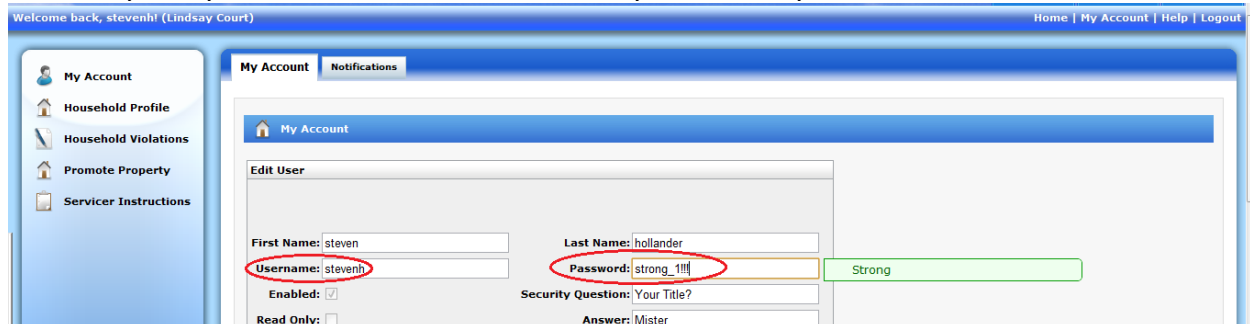 Welcome back, stevenh! (Lindsay Court)
Home | My Account | Help | Logout
My Account
Household Profile
Household Violations
Promote Property
Servicer Instructions
My Account Notifications
My Account
Edit User
First Name: steven Last Name: hollander
Username: stevenh Password: strong_1!!! Strong
Enabled: Security Question: Your Title?
Read Only: Answer: Mister